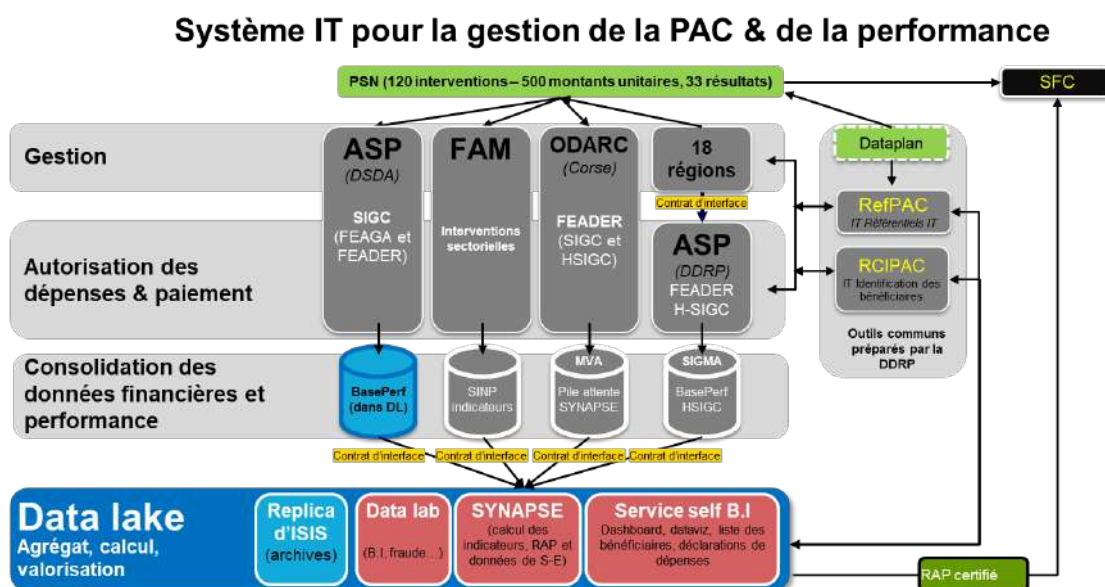 Système IT pour la gestion de la PAC & de la performance
PSN (120 interventions – 500 montants unitaires, 33 résultats)
SFC
Gestion
ASP
(DSDA)
SIGC
(FEAGA et
FEADER)
FAM
Interventions
sectorielles
ODARC
(Corse)
FEADER
(SIGC et
HSIGC)
18
régions
Contrat d'interface
ASP
(DDRP)
FEADER
H-SIGC
Dataplan
RefPAC
IT Référentiels IT
RCIPAC
IT Identification des
bénéficiaires
Outils communs
préparés par la
DDRP
Autorisation des
dépenses & paiement
Consolidation des
données financières et
performance
BasePerf
(dans DL)
SINP
indicateurs
MVA
Pile attente
SYNAPSE
SIGMA
BasePerf
HSIGC
Contrat d'interface
Contrat d'interface
Contrat d'interface
Contrat d'interface
Data lake
Agrégat, calcul,
valorisation
Replica
d'ISIS
(archives)
Data lab
(B.I, fraude...)
SYNAPSE
(calcul des
indicateurs, RAP et
données de S-E)
Service self B.I
Dashboard, dataviz, liste des
bénéficiaires, déclarations de
dépenses
RAP certifié